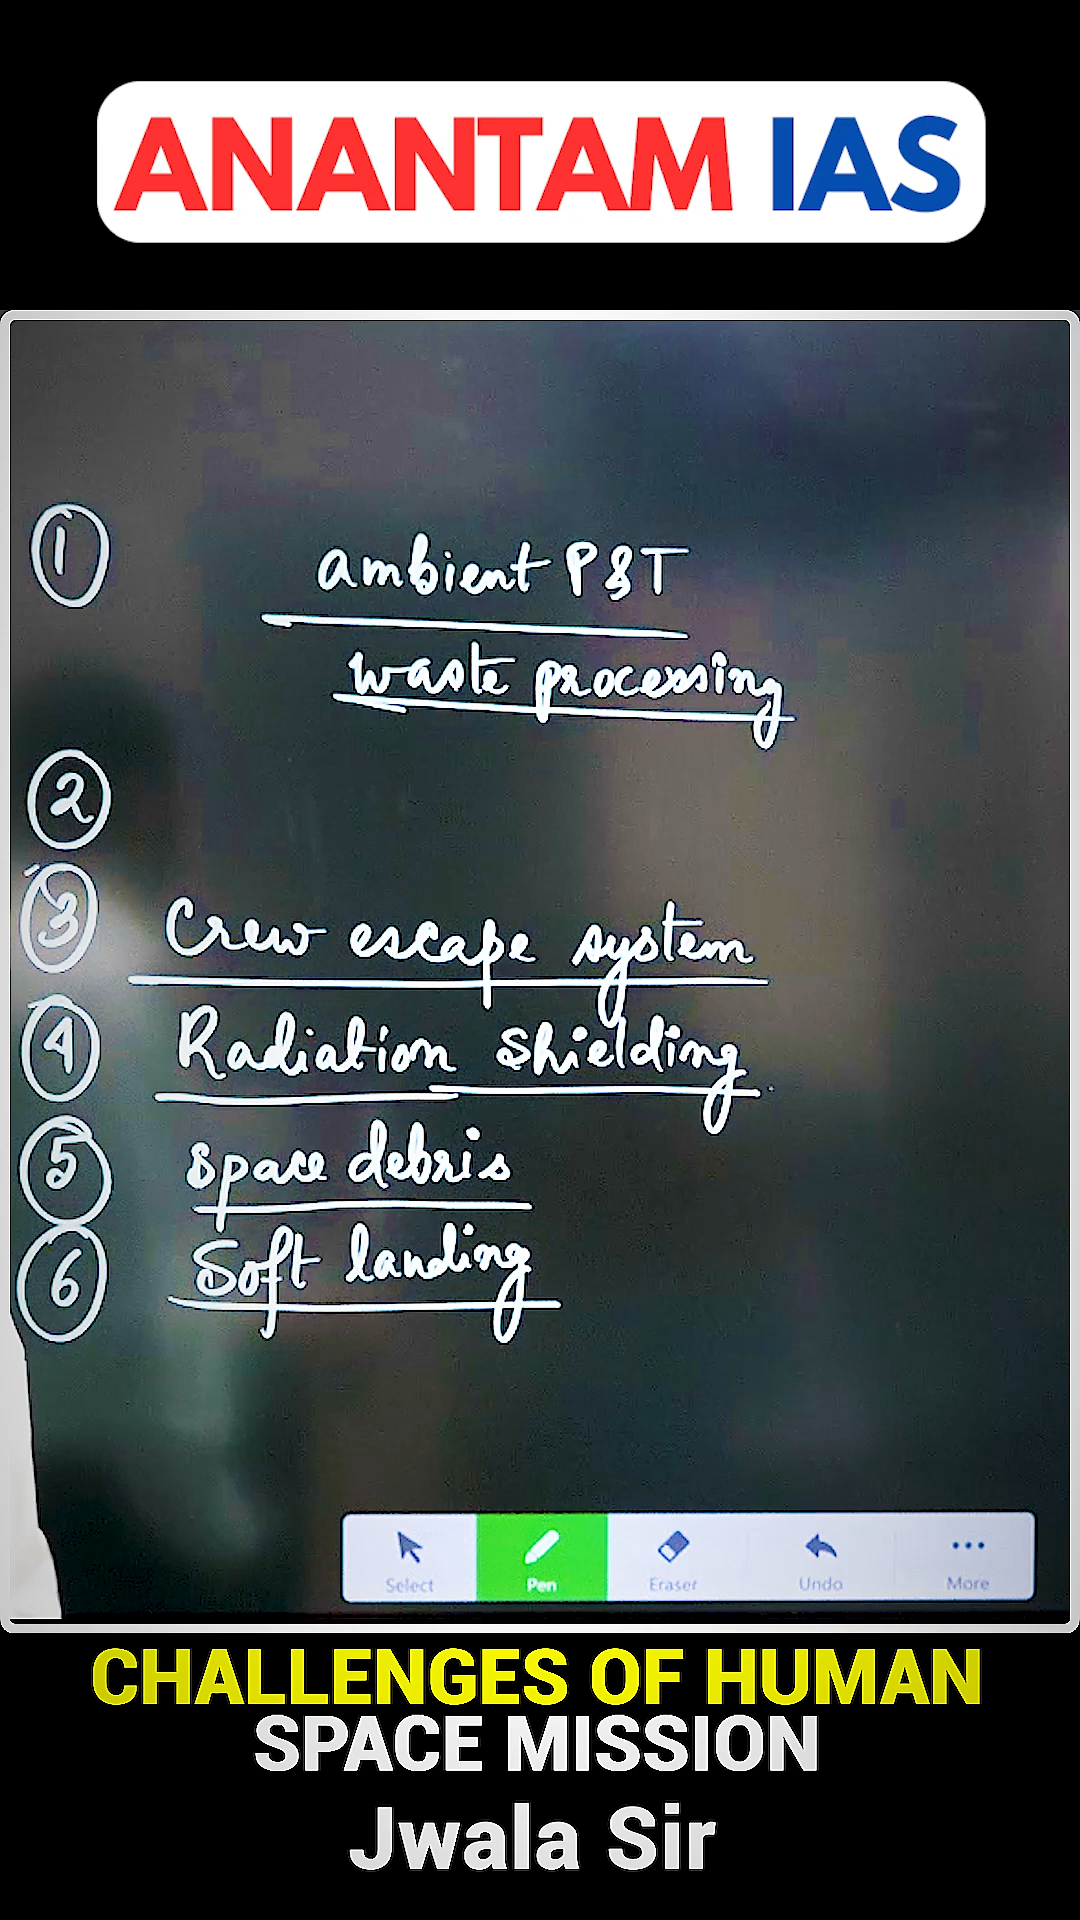 ANANTAM IAS
1
ambient P&T
waste processing
2
3
Crew escape system
4
Radiation shielding
5
space debris
6
Soft landing
Select
Pen
Eraser
Undo
More
CHALLENGES OF HUMAN
SPACE MISSION
Jwala Sir